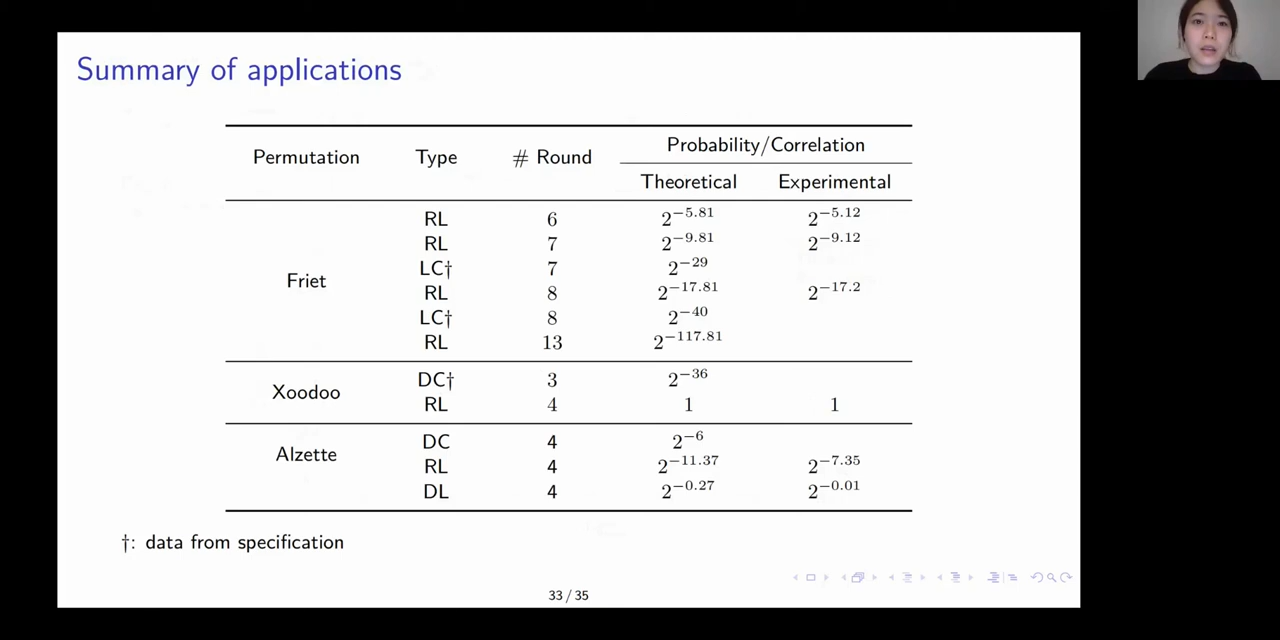 Summary of applications
Permutation Type # Round Probability/Correlation
Theoretical Experimental
Friet
RL 6 2^−5.81 2^−5.12
RL 7 2^−9.81 2^−9.12
LC† 7 2^−29
RL 8 2^−17.81 2^−17.2
LC† 8 2^−40
RL 13 2^−117.81
Xoodoo
DC† 3 2^−36
RL 4 1 1
Alzette
DC 4 2^−6
RL 4 2^−11.37 2^−7.35
DL 4 2^−0.27 2^−0.01
†: data from specification
33 / 35